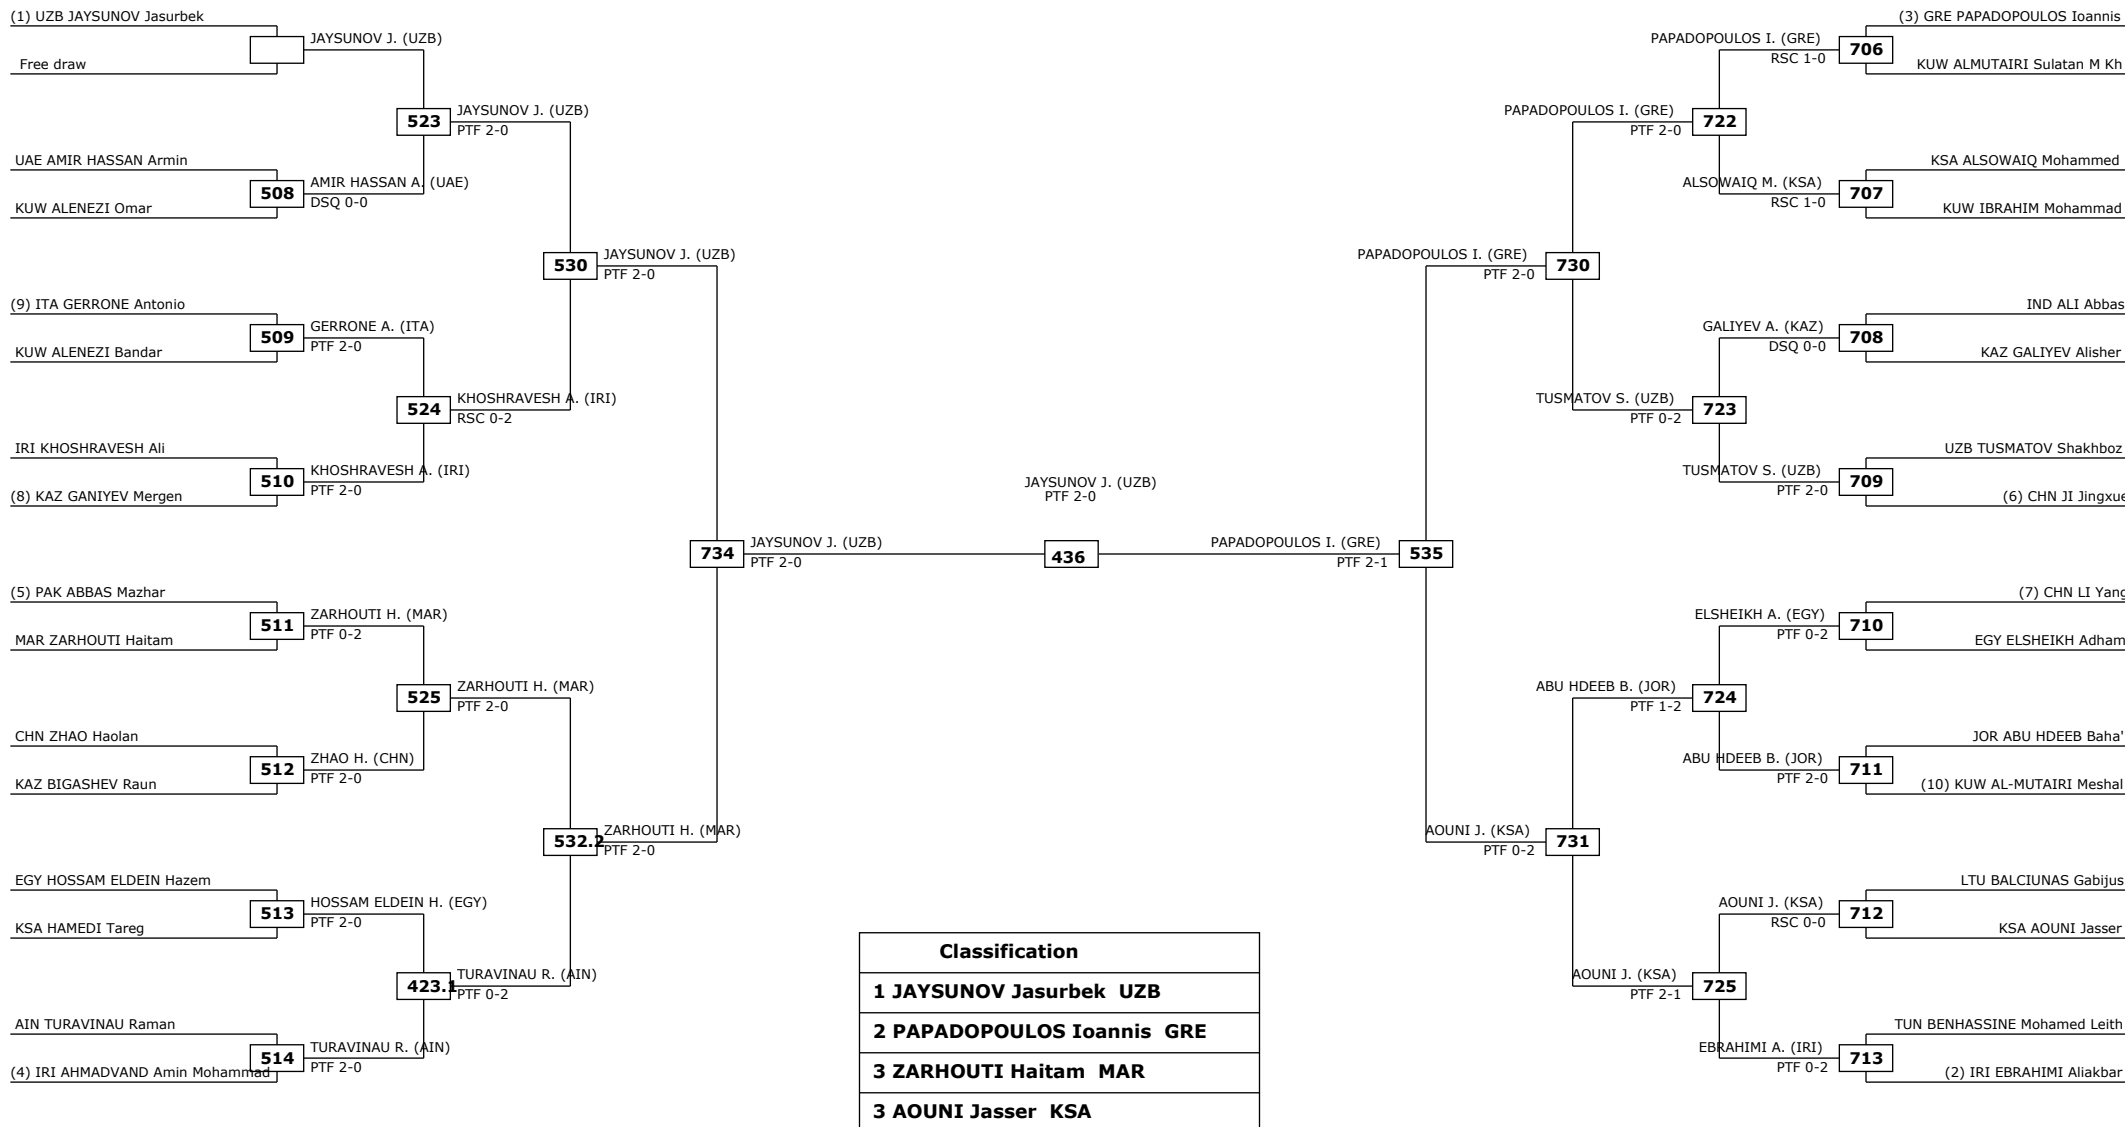 (1) UZB JAYSUNOV Jasurbek
JAYSUNOV J. (UZB)
Free draw
523
JAYSUNOV J. (UZB)
PTF 2-0
UAE AMIR HASSAN Armin
508
AMIR HASSAN A. (UAE)
DSQ 0-0
KUW ALENEZI Omar
530
JAYSUNOV J. (UZB)
PTF 2-0
(9) ITA GERRONE Antonio
509
GERRONE A. (ITA)
PTF 2-0
KUW ALENEZI Bandar
524
KHOSHRAVESH A. (IRI)
RSC 0-2
IRI KHOSHRAVESH Ali
510
KHOSHRAVESH A. (IRI)
PTF 2-0
(8) KAZ GANIYEV Mergen
734
JAYSUNOV J. (UZB)
PTF 2-0
(5) PAK ABBAS Mazhar
511
ZARHOUTI H. (MAR)
PTF 0-2
MAR ZARHOUTI Haitam
525
ZARHOUTI H. (MAR)
PTF 2-0
CHN ZHAO Haolan
512
ZHAO H. (CHN)
PTF 2-0
KAZ BIGASHEV Raun
532.2
ZARHOUTI H. (MAR)
PTF 2-0
EGY HOSSAM ELDEIN Hazem
513
HOSSAM ELDEIN H. (EGY)
PTF 2-0
KSA HAMEDI Tareg
423.1
TURAVINAU R. (AIN)
PTF 0-2
AIN TURAVINAU Raman
514
TURAVINAU R. (AIN)
PTF 2-0
(4) IRI AHMADVAND Amin Mohammad
JAYSUNOV J. (UZB)
PTF 2-0
436
(3) GRE PAPADOPOULOS Ioannis
PAPADOPOULOS I. (GRE)
RSC 1-0
706
KUW ALMUTAIRI Sulatan M Kh
PAPADOPOULOS I. (GRE)
PTF 2-0
722
KSA ALSOWAIQ Mohammed
ALSOWAIQ M. (KSA)
RSC 1-0
707
KUW IBRAHIM Mohammad
PAPADOPOULOS I. (GRE)
PTF 2-0
730
IND ALI Abbas
GALIYEV A. (KAZ)
DSQ 0-0
708
KAZ GALIYEV Alisher
TUSMATOV S. (UZB)
PTF 0-2
723
UZB TUSMATOV Shakhboz
TUSMATOV S. (UZB)
PTF 2-0
709
(6) CHN JI Jingxue
PAPADOPOULOS I. (GRE)
PTF 2-1
535
(7) CHN LI Yang
ELSHEIKH A. (EGY)
PTF 0-2
710
EGY ELSHEIKH Adham
ABU HDEEB B. (JOR)
PTF 1-2
724
JOR ABU HDEEB Baha'
ABU HDEEB B. (JOR)
PTF 2-0
711
(10) KUW AL-MUTAIRI Meshal
AOUNI J. (KSA)
PTF 0-2
731
LTU BALCIUNAS Gabijus
AOUNI J. (KSA)
RSC 0-0
712
KSA AOUNI Jasser
AOUNI J. (KSA)
PTF 2-1
725
TUN BENHASSINE Mohamed Leith
EBRAHIMI A. (IRI)
PTF 0-2
713
(2) IRI EBRAHIMI Aliakbar
Classification
1 JAYSUNOV Jasurbek UZB
2 PAPADOPOULOS Ioannis GRE
3 ZARHOUTI Haitam MAR
3 AOUNI Jasser KSA